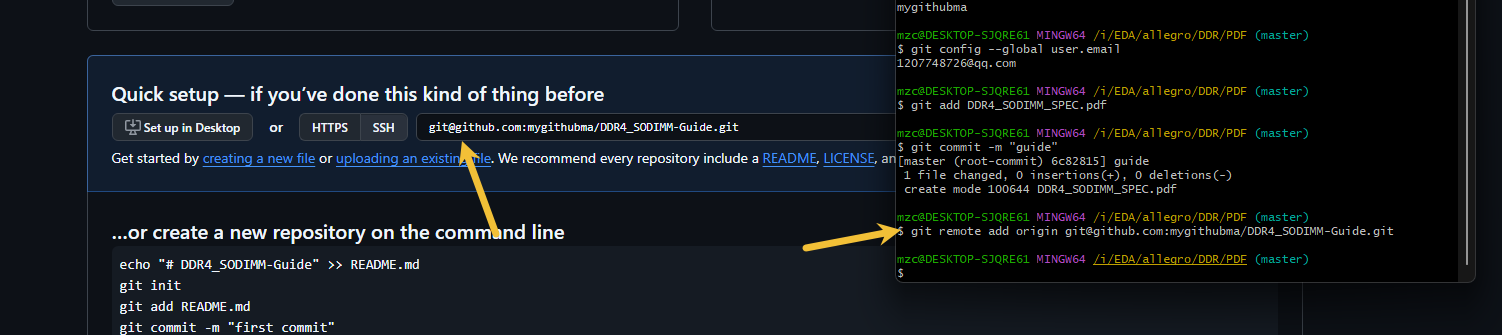 Quick setup — if you've done this kind of thing before
Set up in Desktop or HTTPS SSH git@github.com:mygithubma/DDR4_SODIMM-Guide.git
Get started by creating a new file or uploading an existing file. We recommend every repository include a README, LICENSE, an
...or create a new repository on the command line
echo "# DDR4_SODIMM-Guide" >> README.md
git init
git add README.md
git commit -m "first commit"
mygithubma
mzc@DESKTOP-SJQRE61 MINGW64 /i/EDA/allegro/DDR/PDF (master)
$ git config --global user.email
1207748726@qq.com
mzc@DESKTOP-SJQRE61 MINGW64 /i/EDA/allegro/DDR/PDF (master)
$ git add DDR4_SODIMM_SPEC.pdf
mzc@DESKTOP-SJQRE61 MINGW64 /i/EDA/allegro/DDR/PDF (master)
$ git commit -m "guide"
[master (root-commit) 6c82815] guide
1 file changed, 0 insertions(+), 0 deletions(-)
create mode 100644 DDR4_SODIMM_SPEC.pdf
mzc@DESKTOP-SJQRE61 MINGW64 /i/EDA/allegro/DDR/PDF (master)
$ git remote add origin git@github.com:mygithubma/DDR4_SODIMM-Guide.git
mzc@DESKTOP-SJQRE61 MINGW64 /i/EDA/allegro/DDR/PDF (master)
$